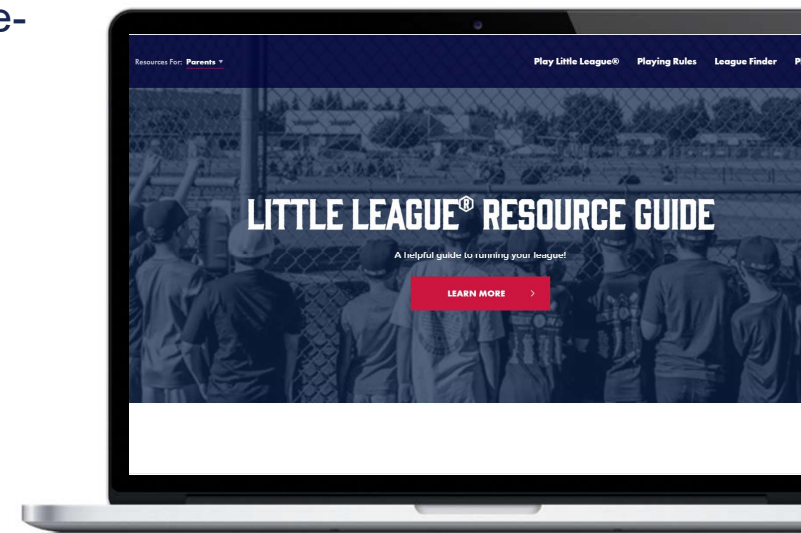 e-
Resources For: Parents ▾
Play Little League® Playing Rules League Finder
LITTLE LEAGUE® RESOURCE GUIDE
A helpful guide to running your league!
LEARN MORE >